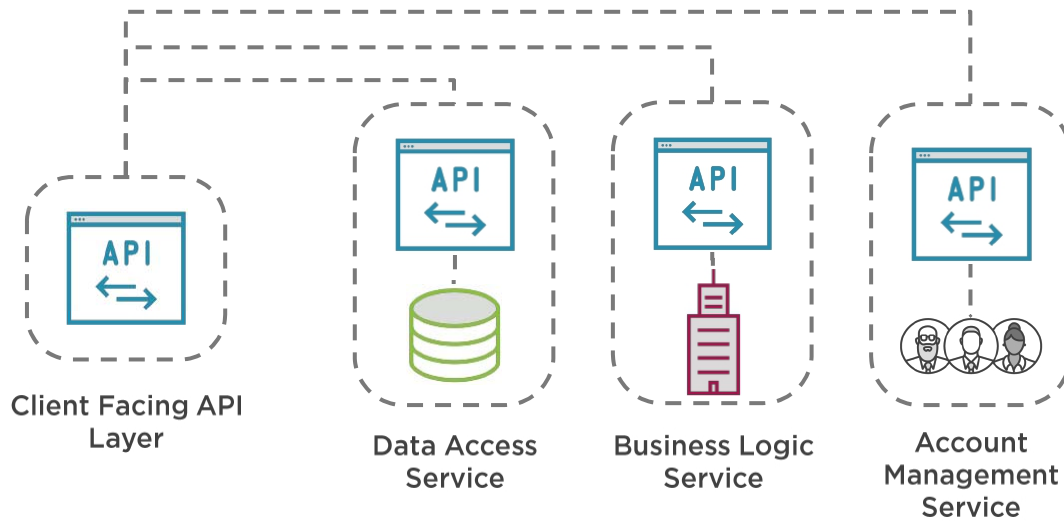 API
Client Facing API
Layer
API
Data Access
Service
API
Business Logic
Service
API
Account
Management
Service